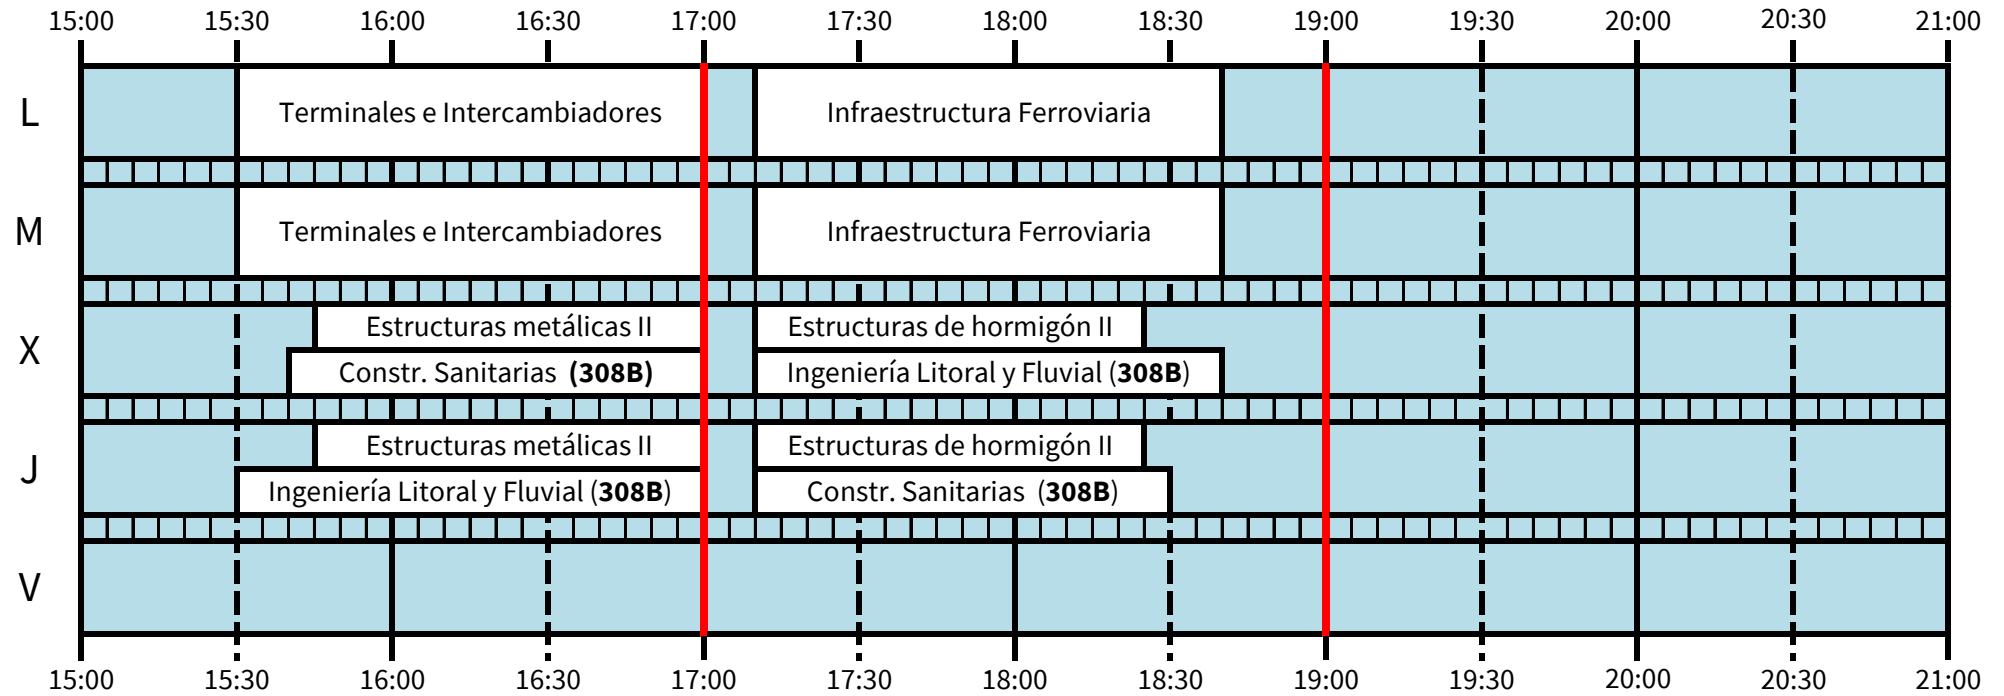 15:00 15:30 16:00 16:30 17:00 17:30 18:00 18:30 19:00 19:30 20:00 20:30 21:00
L Terminales e Intercambiadores Infraestructura Ferroviaria
M Terminales e Intercambiadores Infraestructura Ferroviaria
Estructuras metálicas II Estructuras de hormigón II
X
Constr. Sanitarias (308B) Ingeniería Litoral y Fluvial (308B)
Estructuras metálicas II Estructuras de hormigón II
J
Ingeniería Litoral y Fluvial (308B) Constr. Sanitarias (308B)
V
15:00 15:30 16:00 16:30 17:00 17:30 18:00 18:30 19:00 19:30 20:00 20:30 21:00